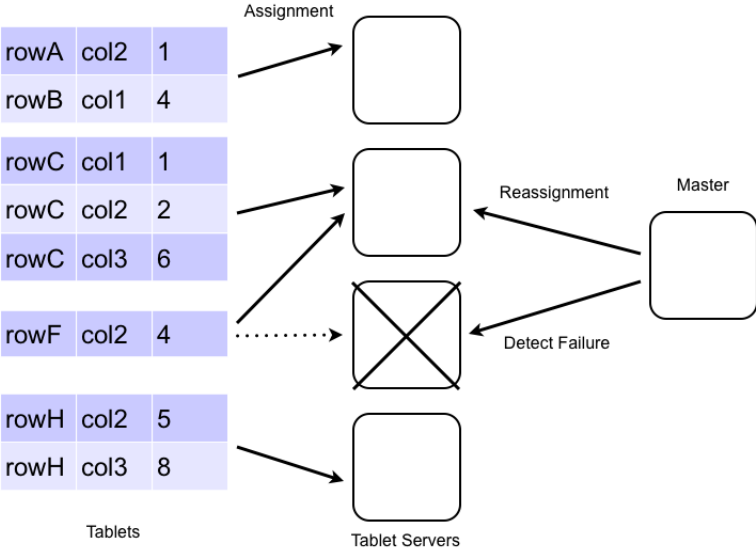 Assignment
rowA col2 1
rowB col1 4
rowC col1 1
rowC col2 2
rowC col3 6
rowF col2 4
rowH col2 5
rowH col3 8
Tablets
Tablet Servers
Reassignment
Master
Detect Failure